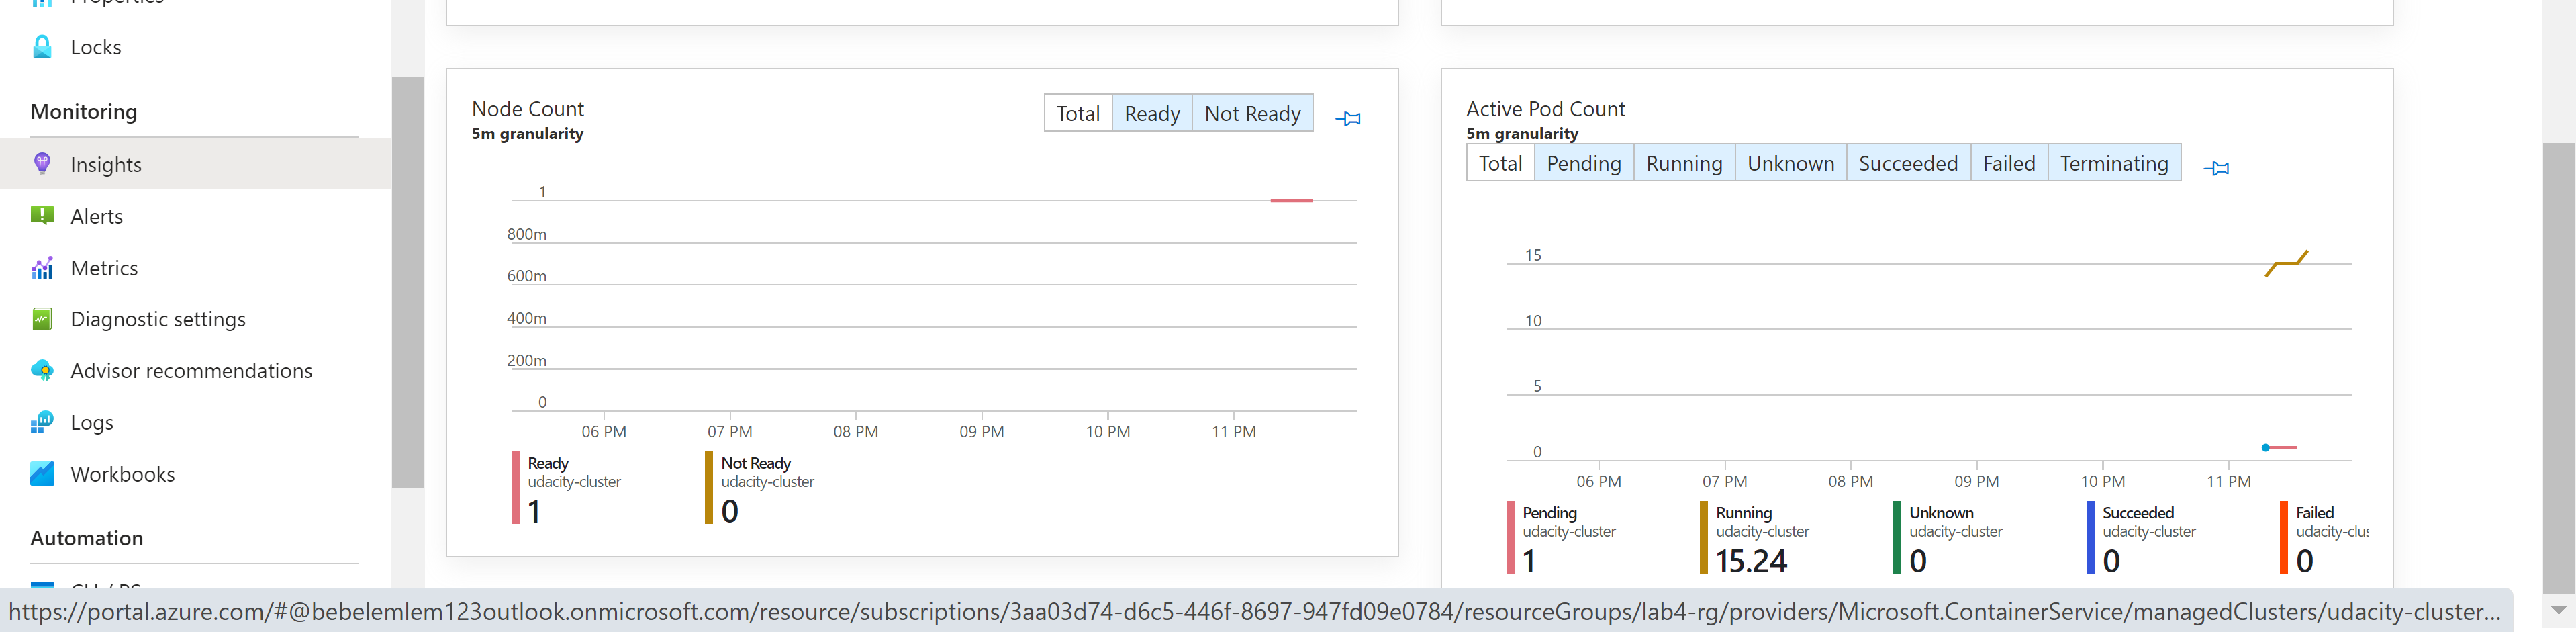 Properties
Locks
Monitoring
Insights
Alerts
Metrics
Diagnostic settings
Advisor recommendations
Logs
Workbooks
Automation
Node Count
5m granularity
Total Ready Not Ready
1
800m
600m
400m
200m
0
06 PM 07 PM 08 PM 09 PM 10 PM 11 PM
Ready
udacity-cluster
1
Not Ready
udacity-cluster
0
Active Pod Count
5m granularity
Total Pending Running Unknown Succeeded Failed Terminating
15
10
5
0
06 PM 07 PM 08 PM 09 PM 10 PM 11 PM
Pending
udacity-cluster
1
Running
udacity-cluster
15.24
Unknown
udacity-cluster
0
Succeeded
udacity-cluster
0
Failed
udacity-clus
0
https://portal.azure.com/#@bebelemlem123outlook.onmicrosoft.com/resource/subscriptions/3aa03d74-d6c5-446f-8697-947fd09e0784/resourceGroups/lab4-rg/providers/Microsoft.ContainerService/managedClusters/udacity-cluster...